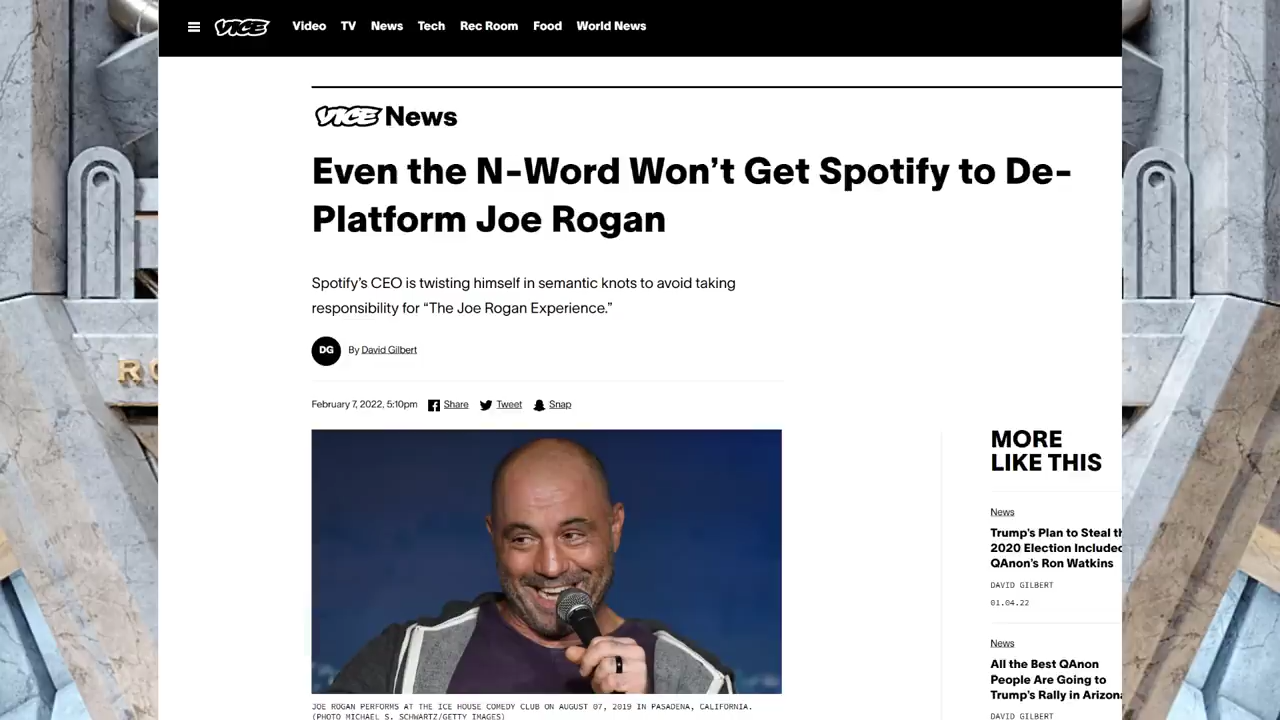 VICE
Video TV News Tech Rec Room Food World News
VICE News
Even the N-Word Won’t Get Spotify to De-
Platform Joe Rogan
Spotify’s CEO is twisting himself in semantic knots to avoid taking
responsibility for “The Joe Rogan Experience.”
DG By David Gilbert
February 7, 2022, 5:10pm Share Tweet Snap
MORE
LIKE THIS
News
Trump's Plan to Steal th
2020 Election Included
QAnon's Ron Watkins
DAVID GILBERT
01.04.22
News
All the Best QAnon
People Are Going to
Trump's Rally in Arizona
DAVID GILBERT
JOE ROGAN PERFORMS AT THE ICE HOUSE COMEDY CLUB ON AUGUST 07, 2019 IN PASADENA, CALIFORNIA.
(PHOTO MICHAEL S. SCHWARTZ/GETTY IMAGES)